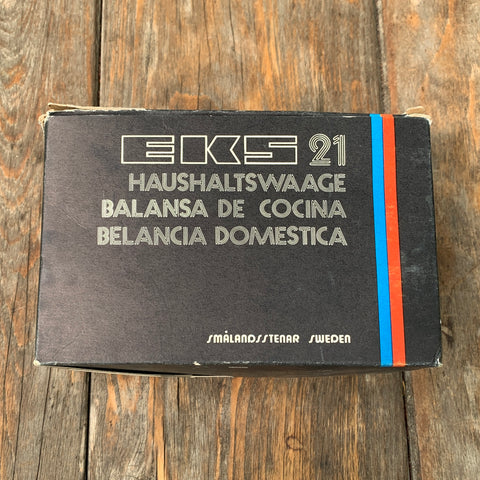 EKS 21
HAUSHALTSWAAGE
BALANSA DE COCINA
BELANCIA DOMESTICA
SMÅLANDSSTENAR SWEDEN